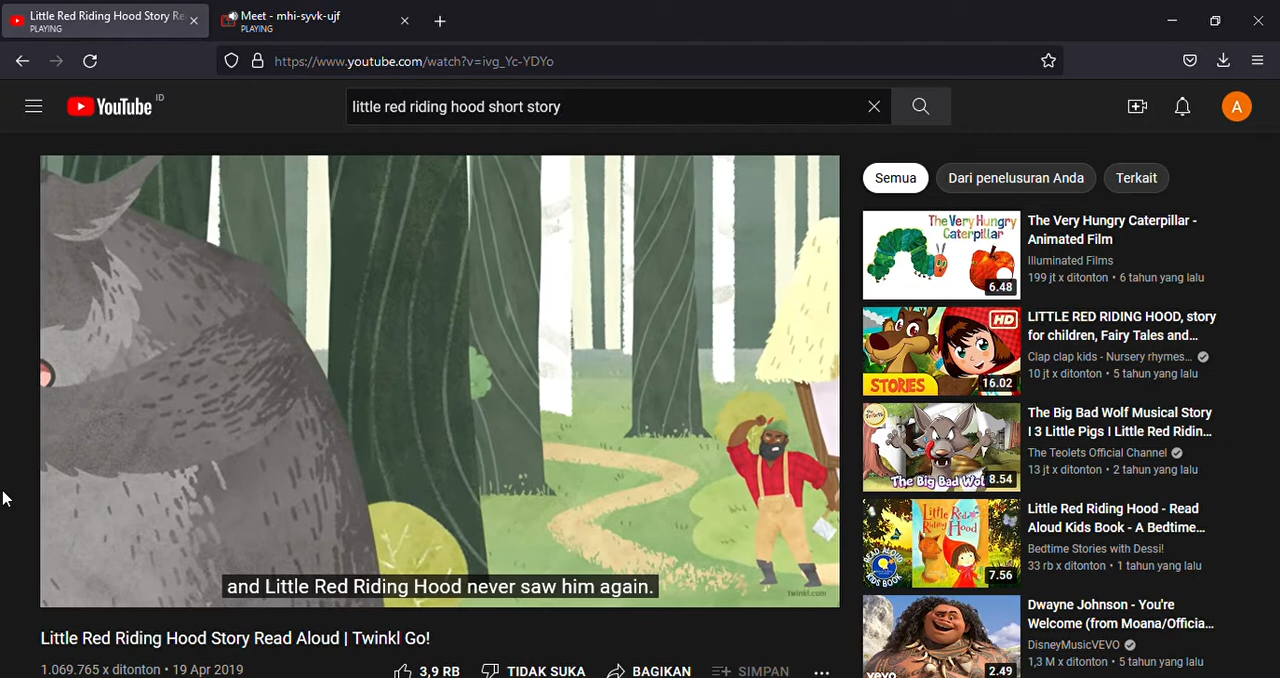 Little Red Riding Hood Story Re
PLAYING
Meet - mhi-syvk-ujf
PLAYING
https://www.youtube.com/watch?v=ivg_Yc-YDYo
YouTube ID
little red riding hood short story
A
Semua
Dari penelusuran Anda
Terkait
and Little Red Riding Hood never saw him again.
twinkl.com
Little Red Riding Hood Story Read Aloud | Twinkl Go!
1.069.765 x ditonton • 19 Apr 2019
3,9 RB
TIDAK SUKA
BAGIKAN
SIMPAN
The Very Hungry
Caterpillar
6.48
The Very Hungry Caterpillar -
Animated Film
Illuminated Films
199 jt x ditonton • 6 tahun yang lalu
HD
STORIES
16.02
LITTLE RED RIDING HOOD, story
for children, Fairy Tales and...
Clap clap kids - Nursery rhymes...
10 jt x ditonton • 5 tahun yang lalu
The Big Bad Wol
8.54
The Big Bad Wolf Musical Story
I 3 Little Pigs I Little Red Ridin...
The Teolets Official Channel
13 jt x ditonton • 2 tahun yang lalu
Little Red
Riding Hood
READ ALOUD
KIDS BOOK
7.56
Little Red Riding Hood - Read
Aloud Kids Book - A Bedtime...
Bedtime Stories with Dessi!
33 rb x ditonton • 1 tahun yang lalu
vevo
2.49
Dwayne Johnson - You're
Welcome (from Moana/Officia...
DisneyMusicVEVO
1,3 M x ditonton • 5 tahun yang lalu